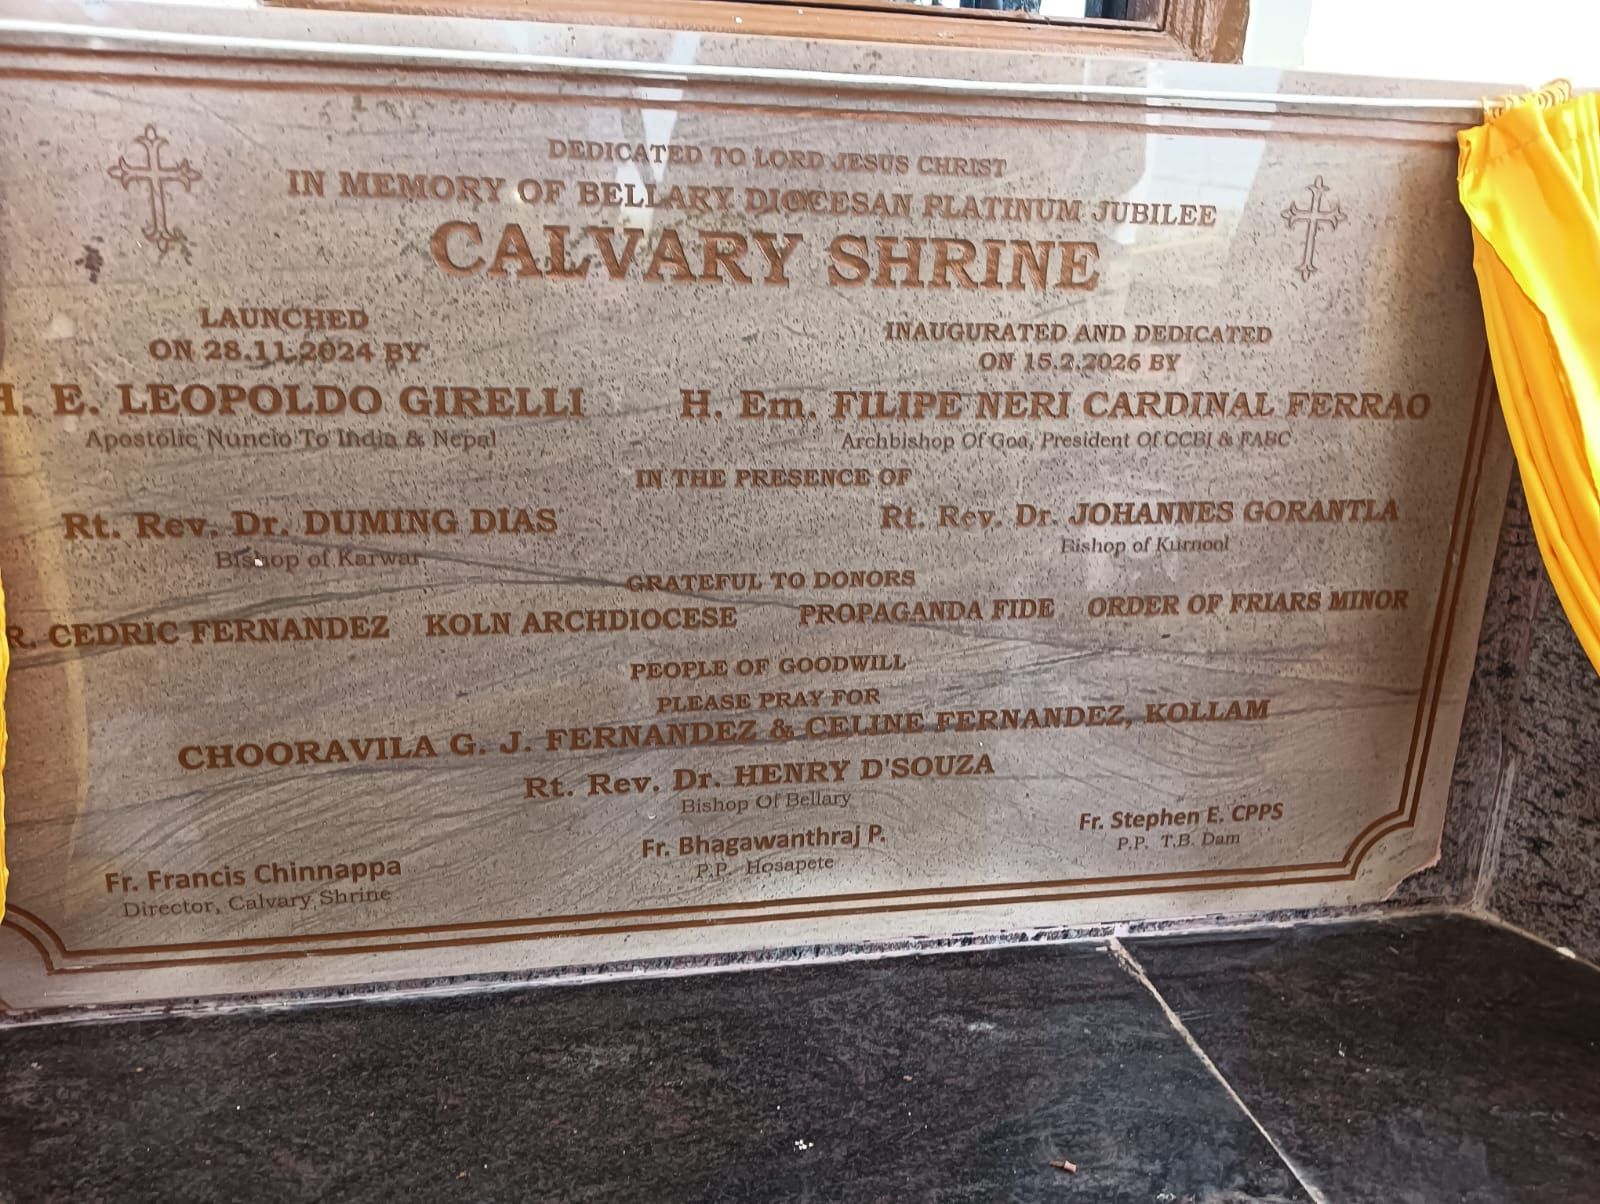 DEDICATED TO LORD JESUS CHRIST
IN MEMORY OF BELLARY DIOCESAN PLATINUM JUBILEE
CALVARY SHRINE
LAUNCHED
ON 28.11.2024 BY
H. E. LEOPOLDO GIRELLI
Apostolic Nuncio To India & Nepal
INAUGURATED AND DEDICATED
ON 15.2.2026 BY
H. Em. FILIPE NERI CARDINAL FERRAO
Archbishop Of Goa, President Of CCBI & FABC
IN THE PRESENCE OF
Rt. Rev. Dr. DUMING DIAS
Bishop of Karwar
Rt. Rev. Dr. JOHANNES GORANTLA
Bishop of Kurnool
GRATEFUL TO DONORS
R. CEDRIC FERNANDEZ KOLN ARCHDIOCESE PROPAGANDA FIDE ORDER OF FRIARS MINOR
PEOPLE OF GOODWILL
PLEASE PRAY FOR
CHOORAVILA G. J. FERNANDEZ & CELINE FERNANDEZ, KOLLAM
Rt. Rev. Dr. HENRY D'SOUZA
Bishop Of Bellary
Fr. Francis Chinnappa
Director, Calvary Shrine
Fr. Bhagawanthraj P.
P.P. Hosapete
Fr. Stephen E. CPPS
P.P. T.B. Dam